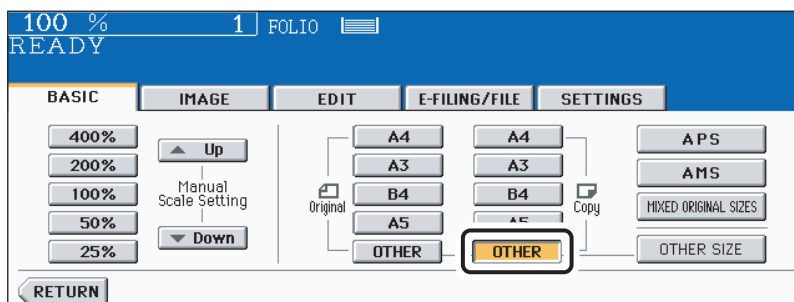 100 % 1 FOLIO
READY
BASIC IMAGE EDIT E-FILING/FILE SETTINGS
400%
200%
100%
50%
25%
Up
Manual
Scale Setting
Down
Original
A4
A3
B4
A5
OTHER
A4
A3
B4
A5
OTHER
Copy
APS
AMS
MIXED ORIGINAL SIZES
OTHER SIZE
RETURN